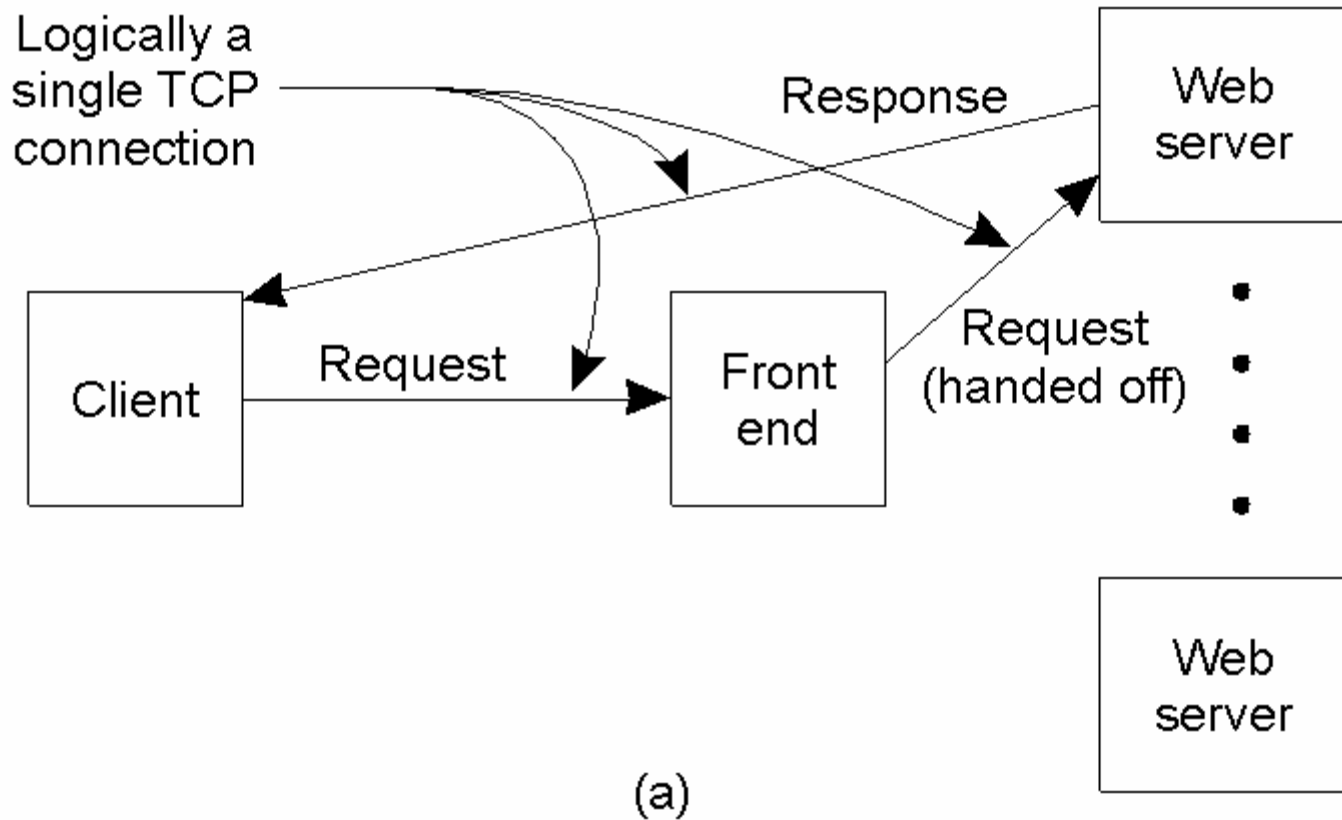 Logically a
single TCP
connection
Response
Web
server
Client
Request
Front
end
Request
(handed off)
Web
server
(a)